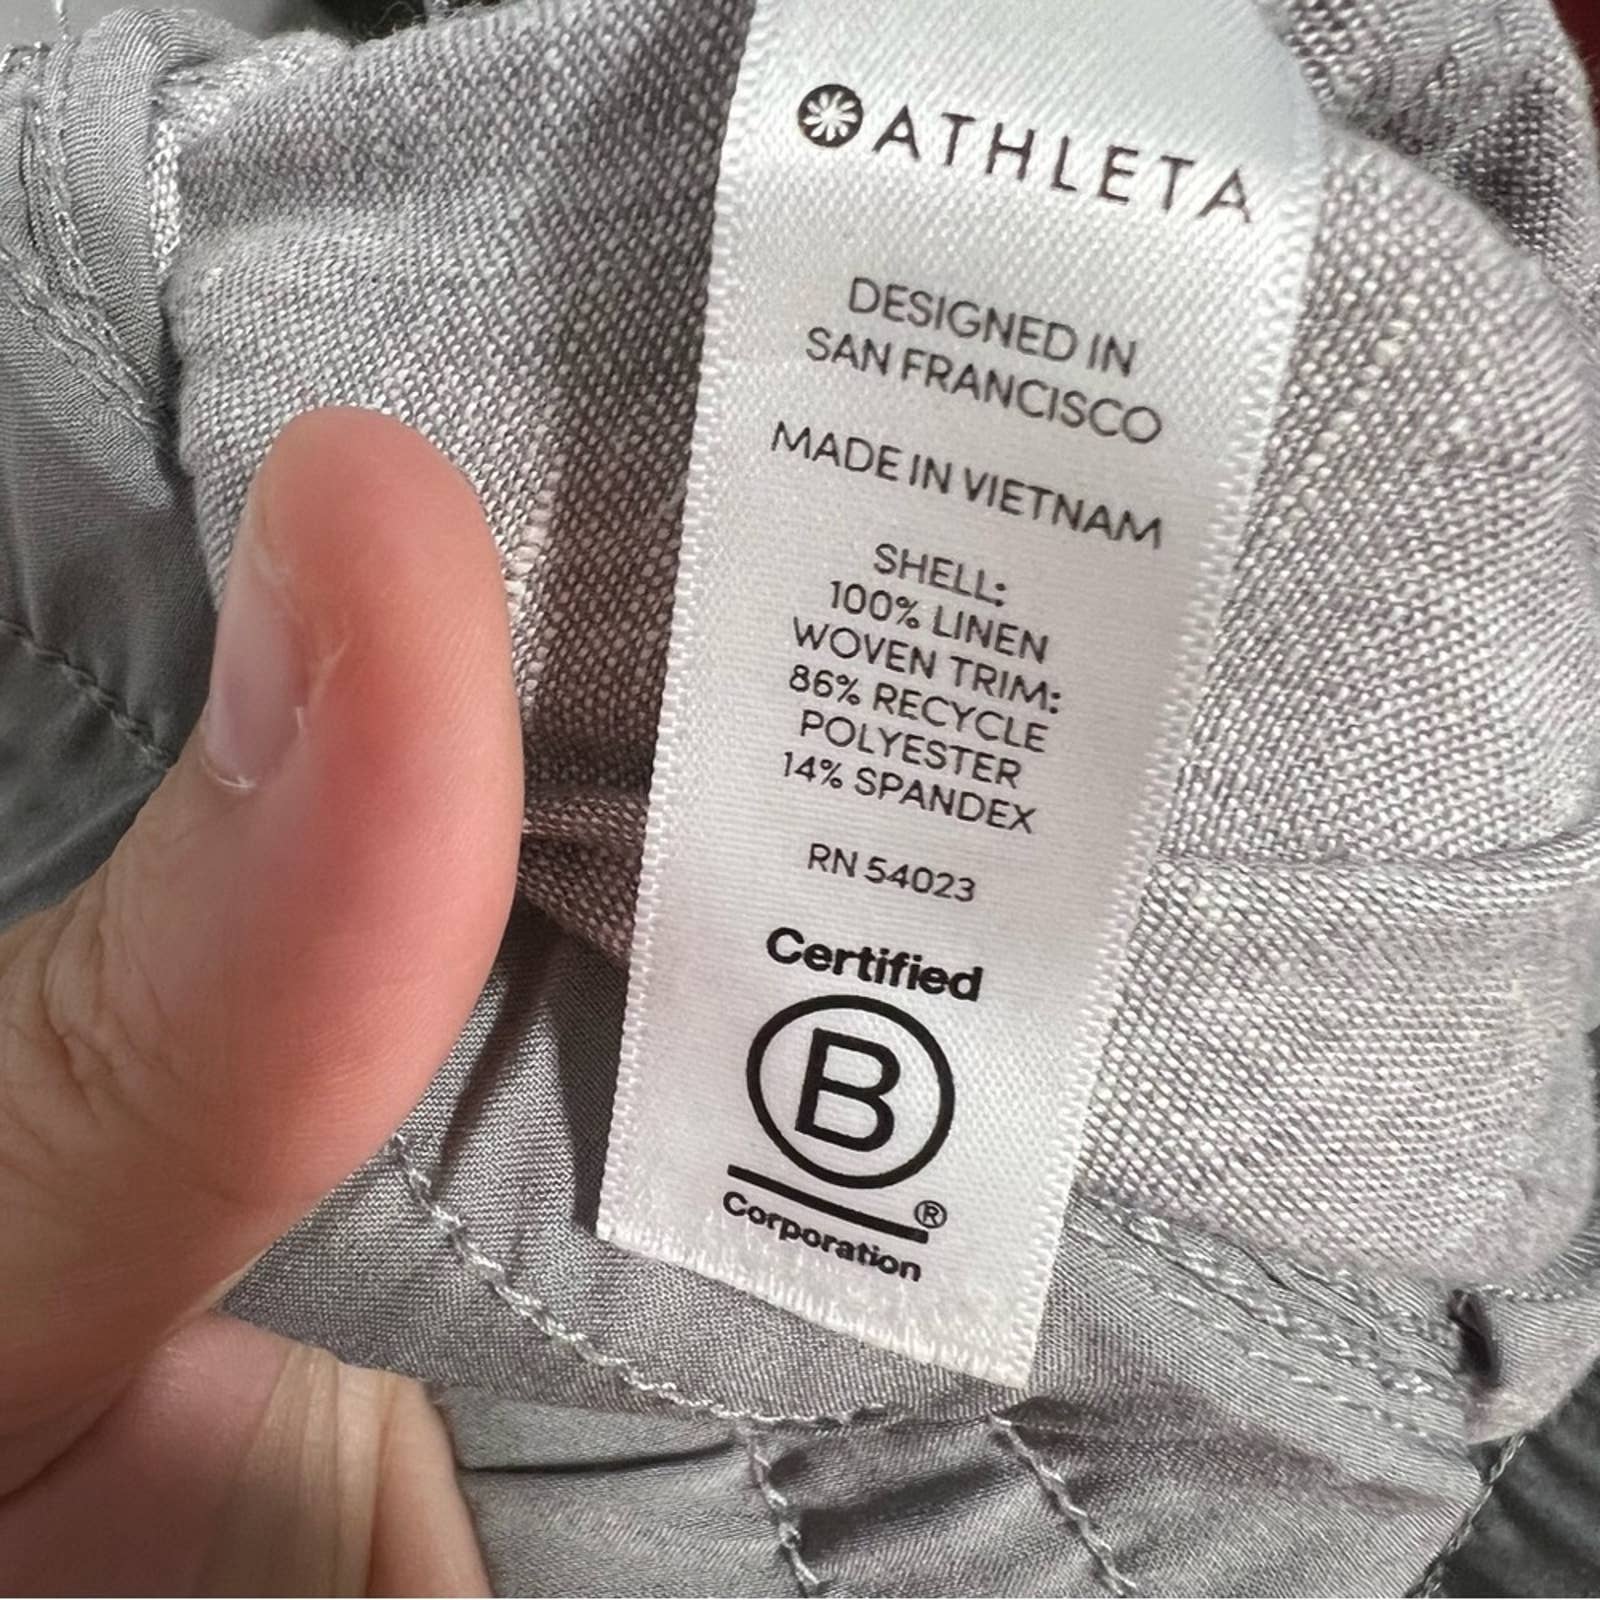 ATHLETA
DESIGNED IN
SAN FRANCISCO
MADE IN VIETNAM
SHELL:
100% LINEN
WOVEN TRIM:
86% RECYCLE
POLYESTER
14% SPANDEX
RN 54023
Certified
B
®
Corporation